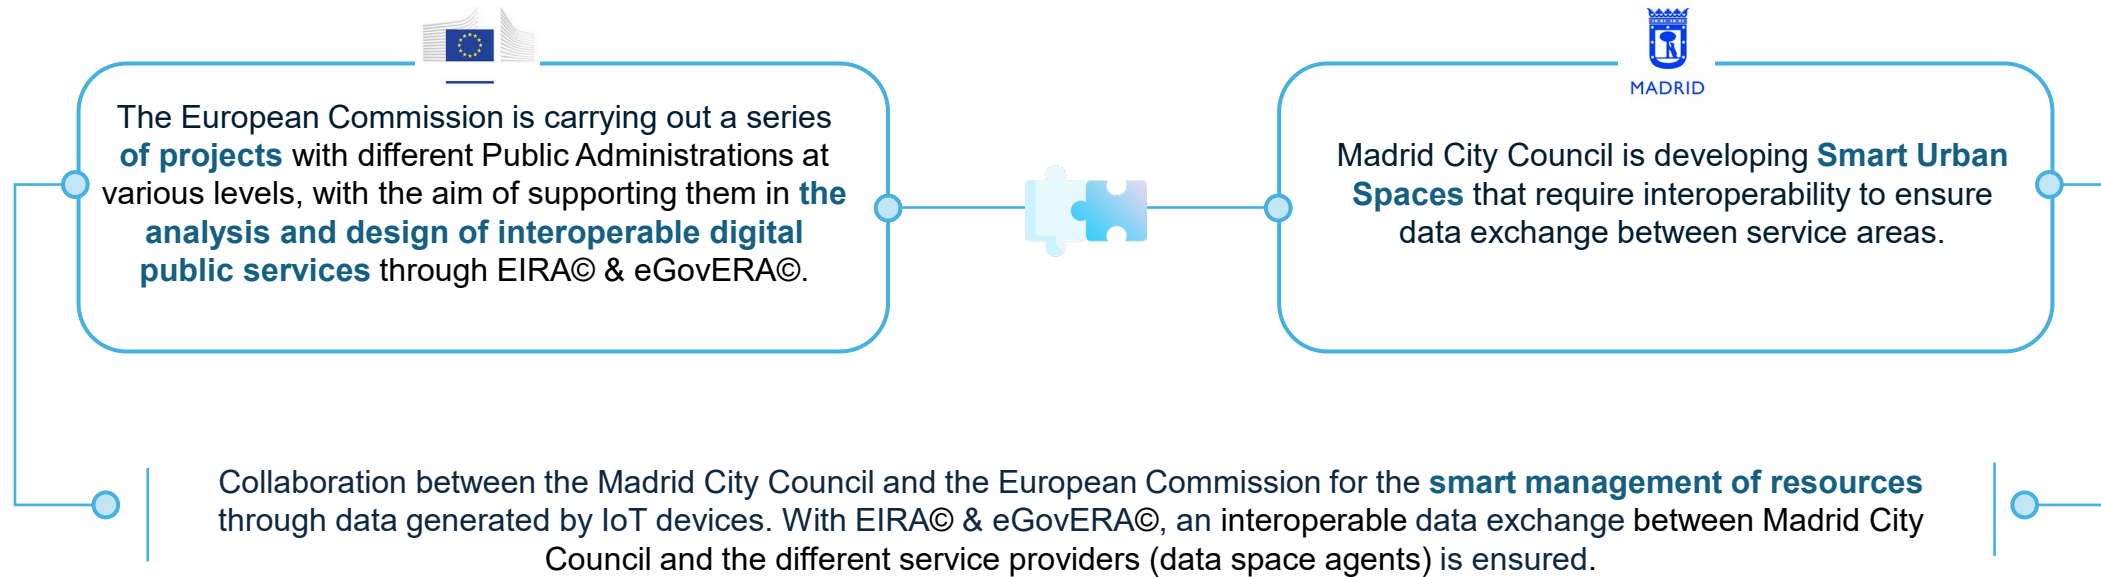 The European Commission is carrying out a series
of projects with different Public Administrations at
various levels, with the aim of supporting them in the
analysis and design of interoperable digital
public services through EIRA© & eGovERA©.
MADRID
Madrid City Council is developing Smart Urban
Spaces that require interoperability to ensure
data exchange between service areas.
Collaboration between the Madrid City Council and the European Commission for the smart management of resources
through data generated by IoT devices. With EIRA© & eGovERA©, an interoperable data exchange between Madrid City
Council and the different service providers (data space agents) is ensured.